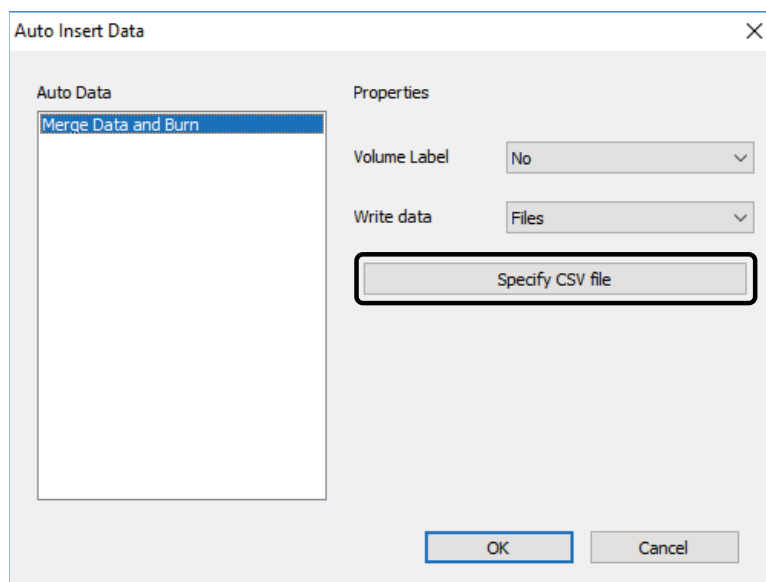 Auto Insert Data
Auto Data
Merge Data and Burn
Properties
Volume Label
No
Write data
Files
Specify CSV file
OK
Cancel